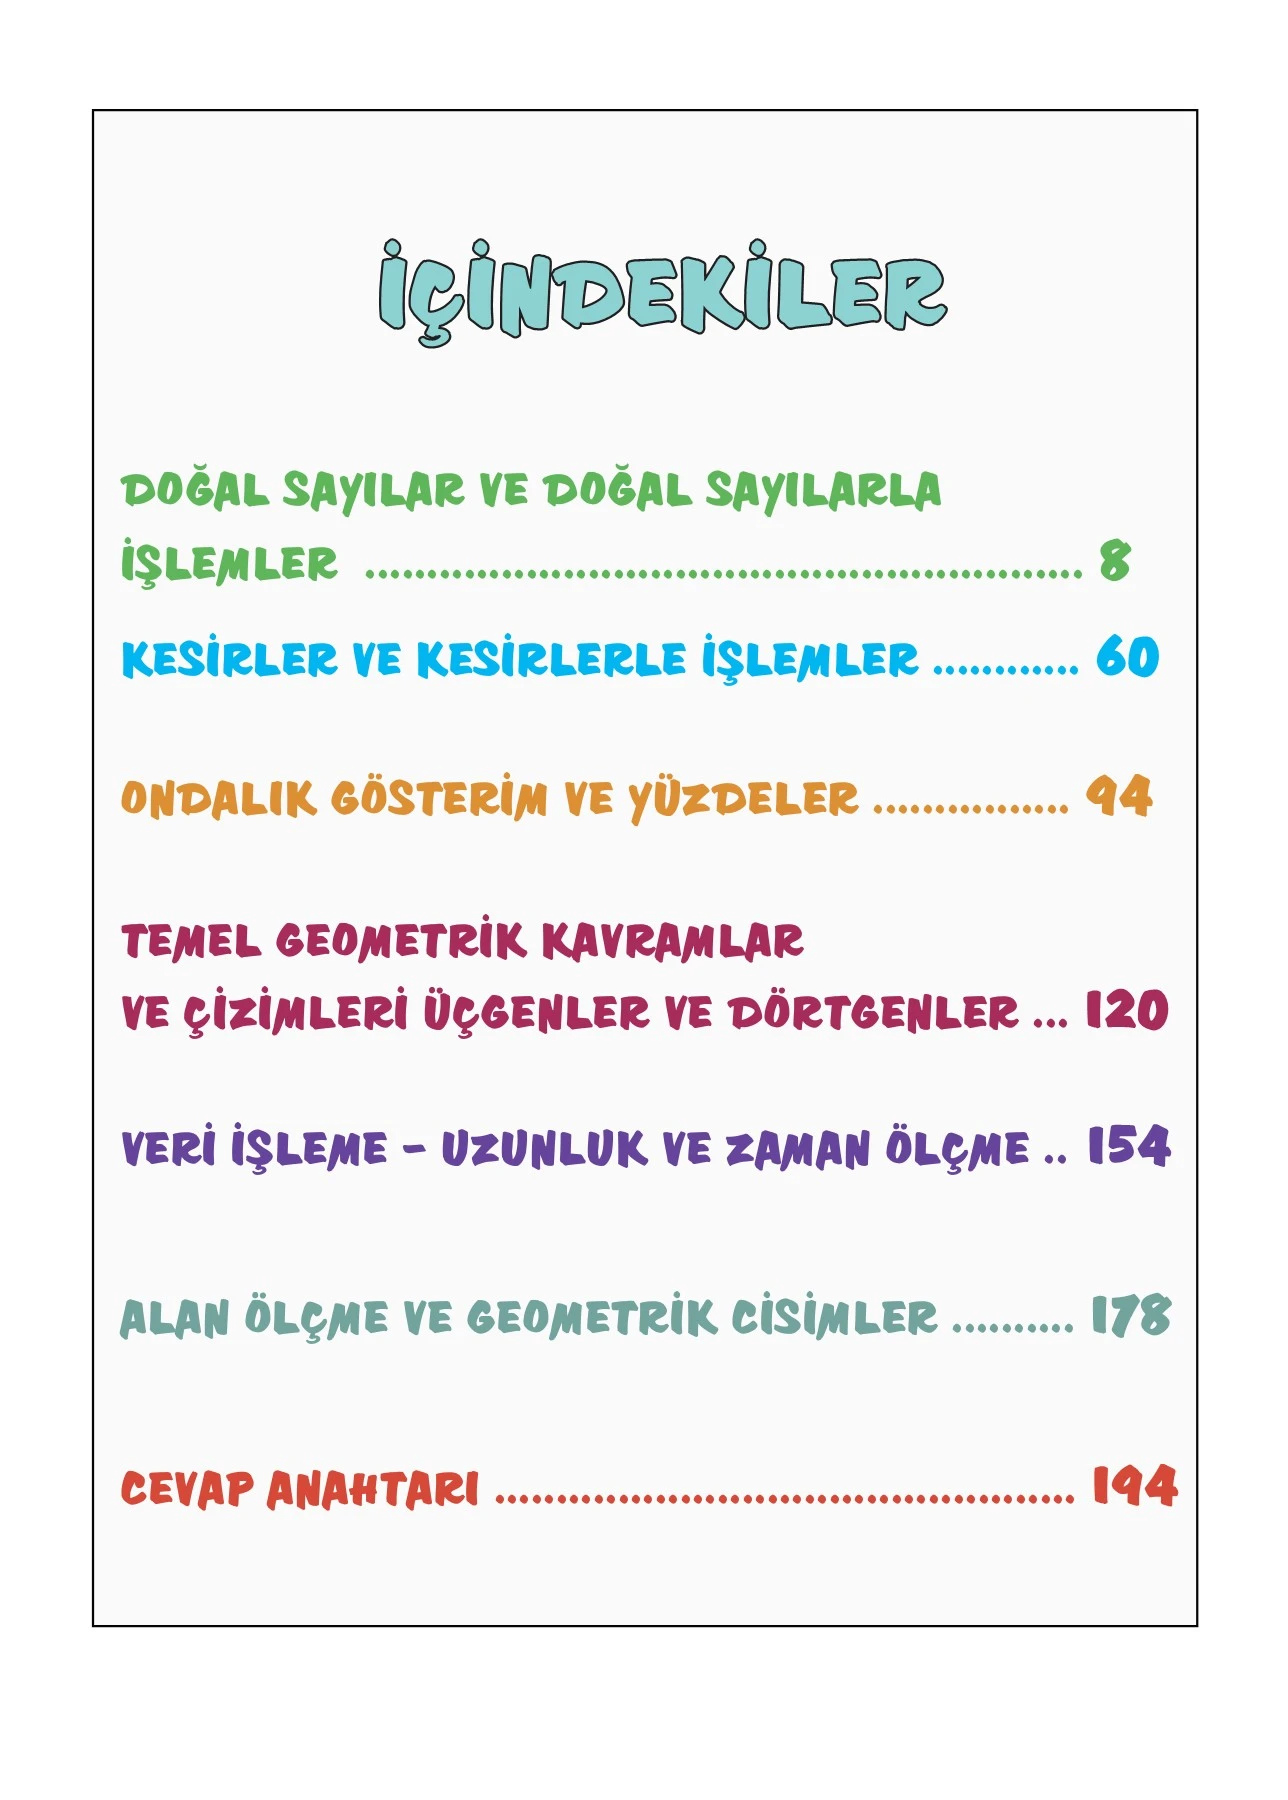 İÇİNDEKİLER
DOĞAL SAYILAR VE DOĞAL SAYILARLA
İŞLEMLER .......................................................... 8
KESİRLER VE KESİRLERLE İŞLEMLER ............ 60
ONDALIK GÖSTERİM VE YÜZDELER ................ 94
TEMEL GEOMETRİK KAVRAMLAR
VE ÇİZİMLERİ ÜÇGENLER VE DÖRTGENLER ... 120
VERİ İŞLEME - UZUNLUK VE ZAMAN ÖLÇME .. 154
ALAN ÖLÇME VE GEOMETRİK CİSİMLER .......... 178
CEVAP ANAHTARI ............................................... 194